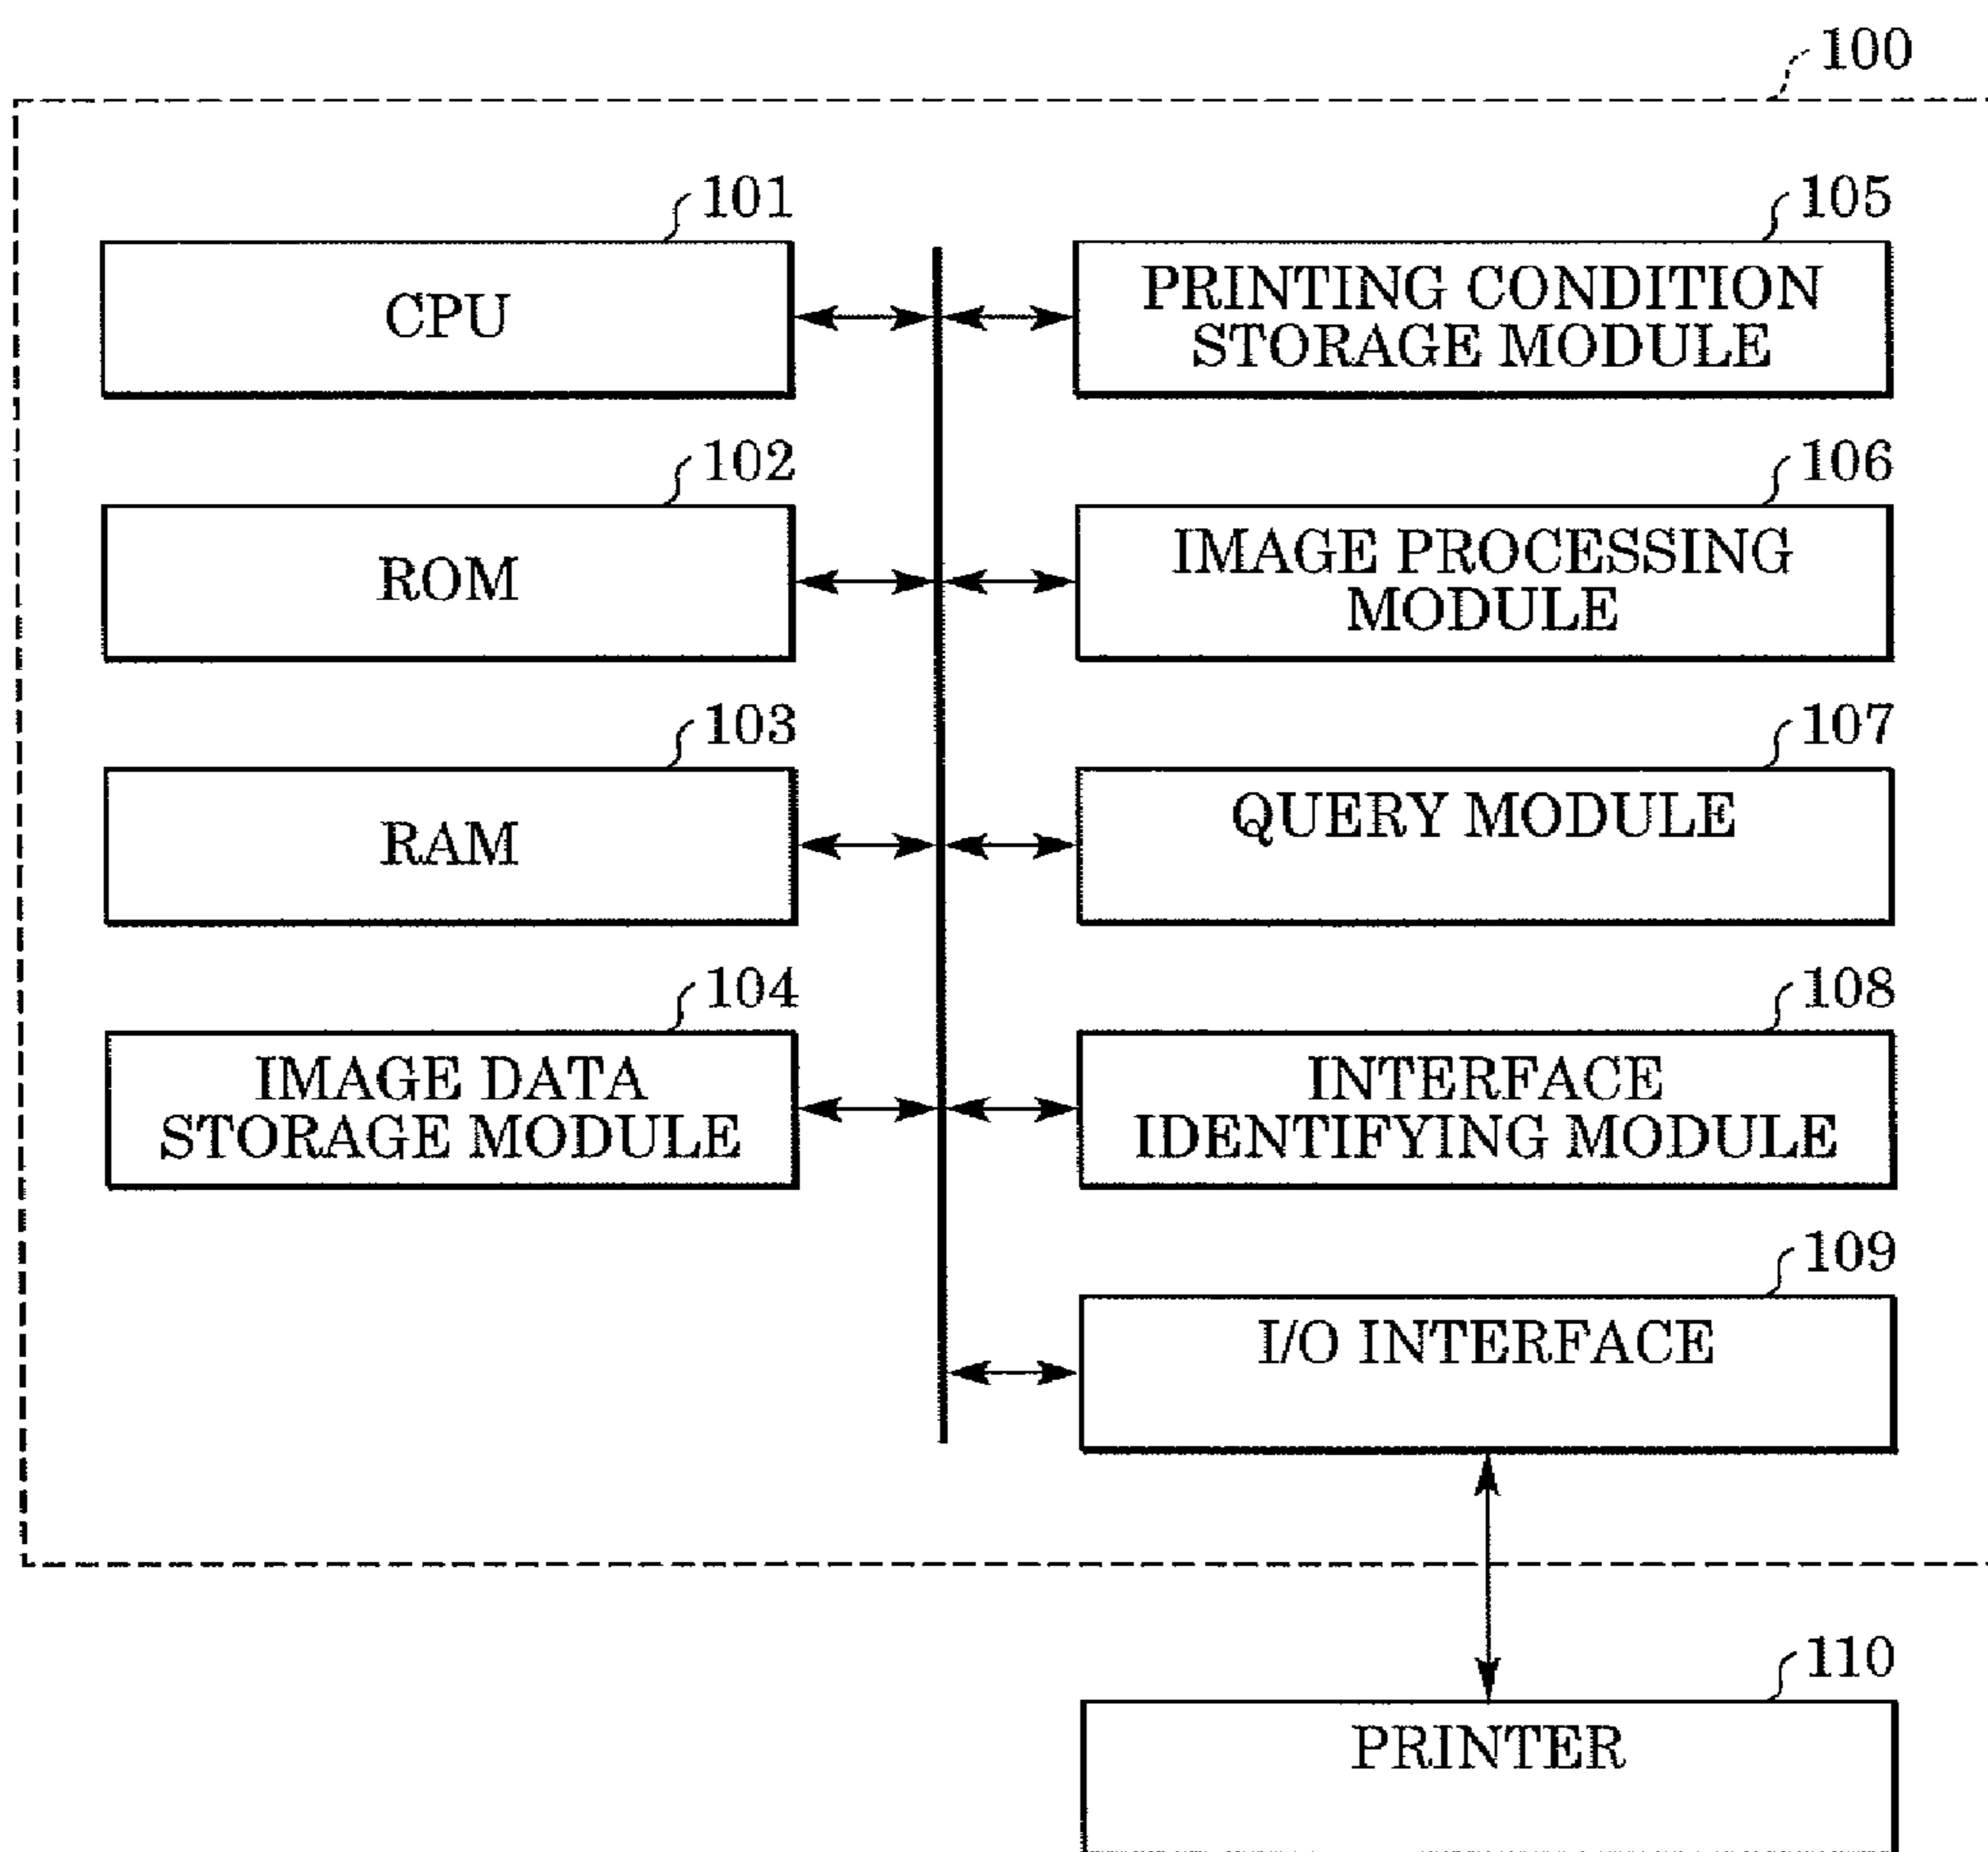 100
101
CPU
105
PRINTING CONDITION
STORAGE MODULE
102
ROM
106
IMAGE PROCESSING
MODULE
103
RAM
107
QUERY MODULE
104
IMAGE DATA
STORAGE MODULE
108
INTERFACE
IDENTIFYING MODULE
109
I/O INTERFACE
110
PRINTER